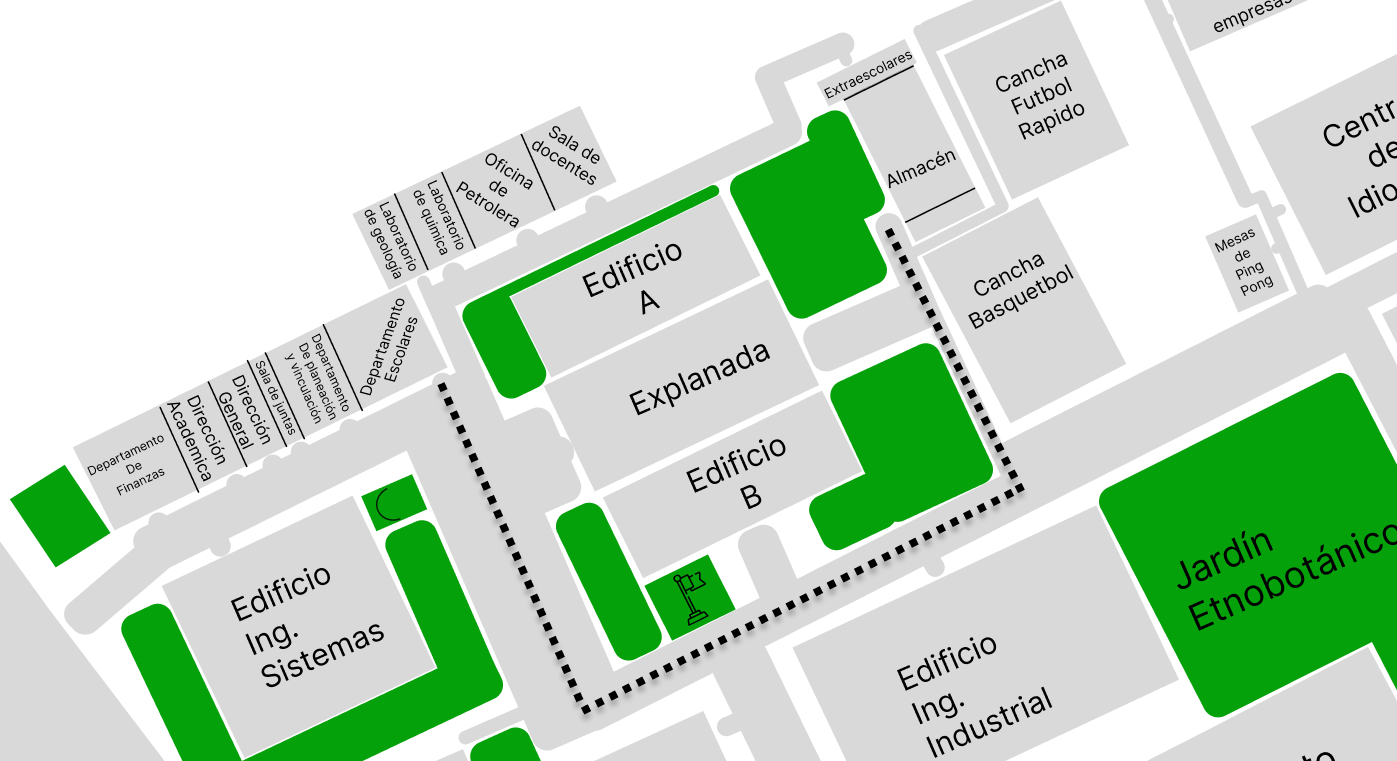 empresas
Extraescolares
Cancha
Futbol
Rapido
Almacén
Sala de
docentes
Oficina
de
Petrolera
Laboratorio
de química
Laboratorio
de geología
Mesas
de
Ping
Pong
Cancha
Basquetbol
Edificio
A
Explanada
Edificio
B
Departamento
Escolares
Departamento
De planeación
y vinculación
Sala de juntas
Dirección
General
Dirección
Academica
Departamento
De
Finanzas
Edificio
Ing.
Sistemas
Edificio
Ing.
Industrial
Jardín
Etnobotánico
Centr
de
Idio